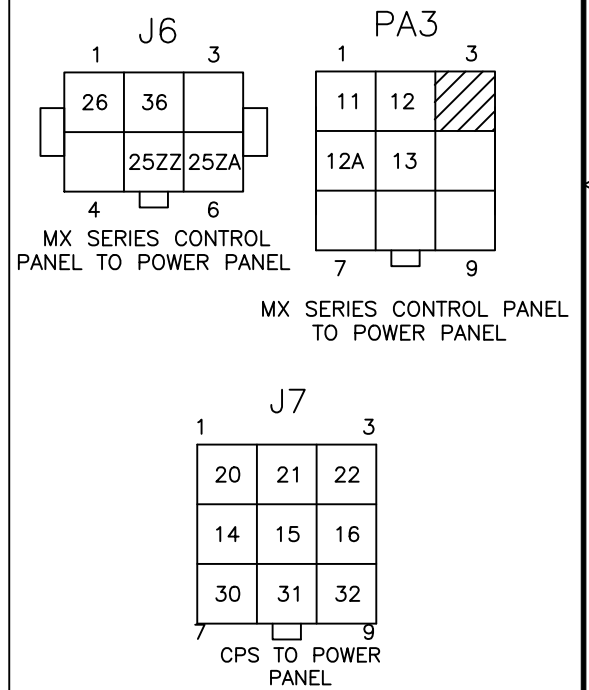 J6
1 3
26 36
25ZZ 25ZA
4 6
MX SERIES CONTROL
PANEL TO POWER PANEL
PA3
1 3
11 12
12A 13
7 9
MX SERIES CONTROL PANEL
TO POWER PANEL
J7
1 3
20 21 22
14 15 16
30 31 32
7 9
CPS TO POWER
PANEL